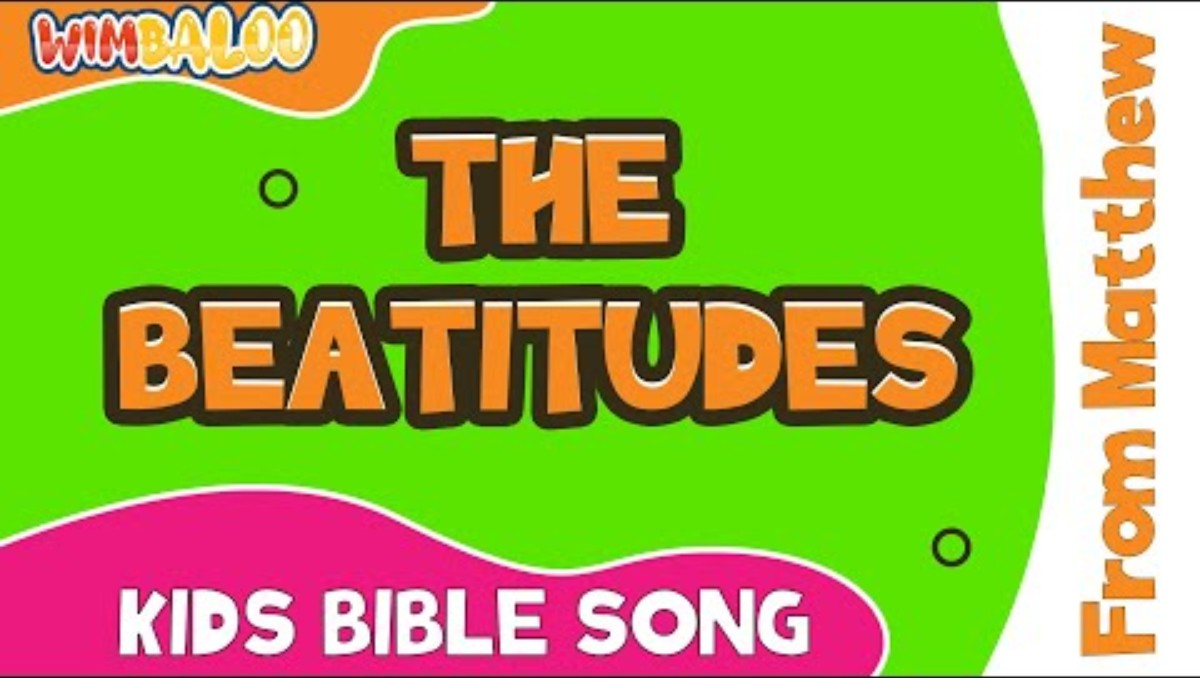 WIMBALOO
THE
BEATITUDES
KIDS BIBLE SONG
From Matthew